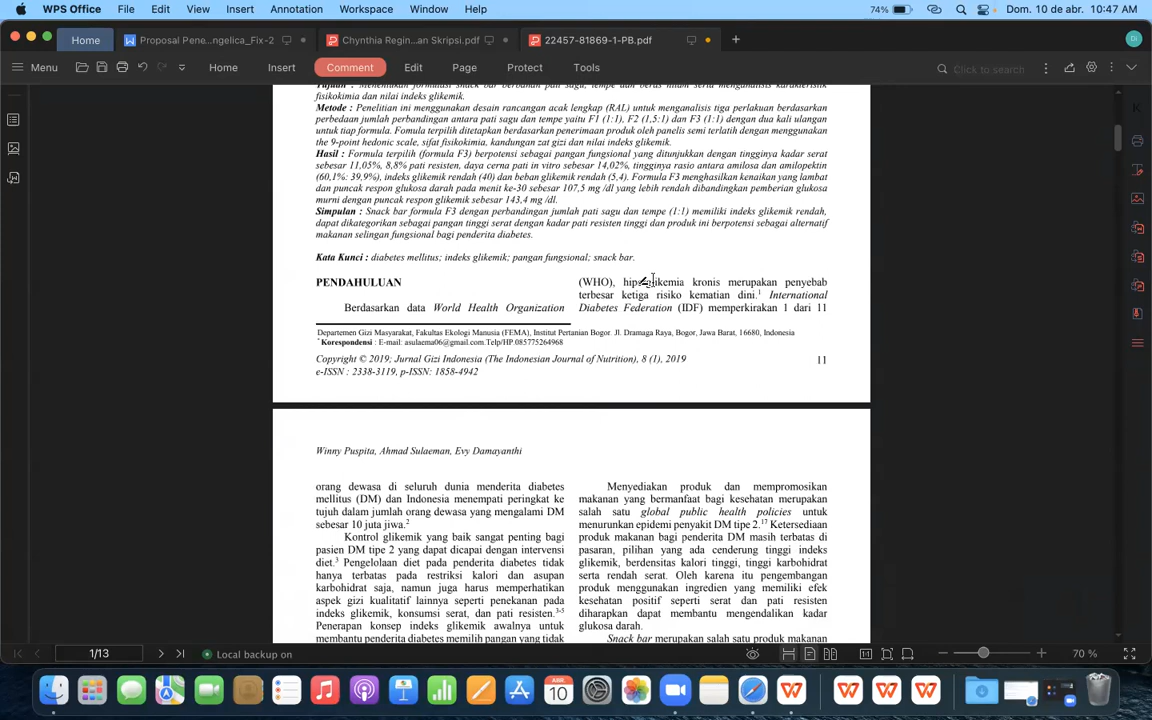 WPS Office File Edit View Insert Annotation Workspace Window Help 74% Dom. 10 de abr. 10:47 AM
Home Proposal Pene...ngelica_Fix-2 Chynthia Regin...an Skripsi.pdf 22457-81869-1-PB.pdf +
Menu Home Insert Comment Edit Page Protect Tools Click to search
fisikokimia dan nilai indeks glikemik.
Metode : Penelitian ini menggunakan desain rancangan acak lengkap (RAL) untuk menganalisis tiga perlakuan berdasarkan
perbedaan jumlah perbandingan antara pati sagu dan tempe yaitu F1 (1:1), F2 (1,5:1) dan F3 (1:1) dengan dua kali ulangan
untuk tiap formula. Fomula terpilih ditetapkan berdasarkan penerimaan produk oleh panelis semi terlatih dengan menggunakan
the 9-point hedonic scale, sifat fisikokimia, kandungan zat gizi dan nilai indeks glikemik.
Hasil : Formula terpilih (formula F3) berpotensi sebagai pangan fungsional yang ditunjukkan dengan tingginya kadar serat
sebesar 11,05%, 8,8% pati resisten, daya cerna pati in vitro sebesar 14,02%, tingginya rasio antara amilosa dan amilopektin
(60,1%: 39,9%), indeks glikemik rendah (40) dan beban glikemik rendah (5,4). Formula F3 menghasilkan kenaikan yang lambat
dan puncak respon glukosa darah pada menit ke-30 sebesar 107,5 mg /dl yang lebih rendah dibandingkan pemberian glukosa
murni dengan puncak respon glikemik sebesar 143,4 mg /dl.
Simpulan : Snack bar formula F3 dengan perbandingan jumlah pati sagu dan tempe (1:1) memiliki indeks glikemik rendah,
dapat dikategorikan sebagai pangan tinggi serat dengan kadar pati resisten tinggi dan produk ini berpotensi sebagai alternatif
makanan selingan fungsional bagi penderita diabetes.
Kata Kunci : diabetes mellitus; indeks glikemik; pangan fungsional; snack bar.
PENDAHULUAN
Berdasarkan data World Health Organization
(WHO), kronis merupakan penyebab
terbesar ketiga risiko kematian dini.1 International
Diabetes Federation (IDF) memperkirakan 1 dari 11
Departemen Gizi Masyarakat, Fakultas Ekologi Manusia (FEMA), Institut Pertanian Bogor. Jl. Dramaga Raya, Bogor, Jawa Barat, 16680, Indonesia
* Korespondensi : E-mail: asulaema06@gmail.com.Telp/HP.085775264968
Copyright © 2019; Jurnal Gizi Indonesia (The Indonesian Journal of Nutrition), 8 (1), 2019
e-ISSN : 2338-3119, p-ISSN: 1858-4942
11
Winny Puspita, Ahmad Sulaeman, Evy Damayanthi
orang dewasa di seluruh dunia menderita diabetes
mellitus (DM) dan Indonesia menempati peringkat ke
tujuh dalam jumlah orang dewasa yang mengalami DM
sebesar 10 juta jiwa.2
Kontrol glikemik yang baik sangat penting bagi
pasien DM tipe 2 yang dapat dicapai dengan intervensi
diet.3 Pengelolaan diet pada penderita diabetes tidak
hanya terbatas pada restriksi kalori dan asupan
karbohidrat saja, namun juga harus memperhatikan
aspek gizi kualitatif lainnya seperti penekanan pada
indeks glikemik, konsumsi serat, dan pati resisten.3-5
Penerapan konsep indeks glikemik awalnya untuk
membantu penderita diabetes memilih pangan yang tidak
Menyediakan produk dan mempromosikan
makanan yang bermanfaat bagi kesehatan merupakan
salah satu global public health policies untuk
menurunkan epidemi penyakit DM tipe 2.17 Ketersediaan
produk makanan bagi penderita DM masih terbatas di
pasaran, pilihan yang ada cenderung tinggi indeks
glikemik, berdensitas kalori tinggi, tinggi karbohidrat
serta rendah serat. Oleh karena itu pengembangan
produk menggunakan ingredien yang memiliki efek
kesehatan positif seperti serat dan pati resisten
diharapkan dapat membantu mengendalikan kadar
glukosa darah.
Snack bar merupakan salah satu produk makanan
1/13 Local backup on 70 %